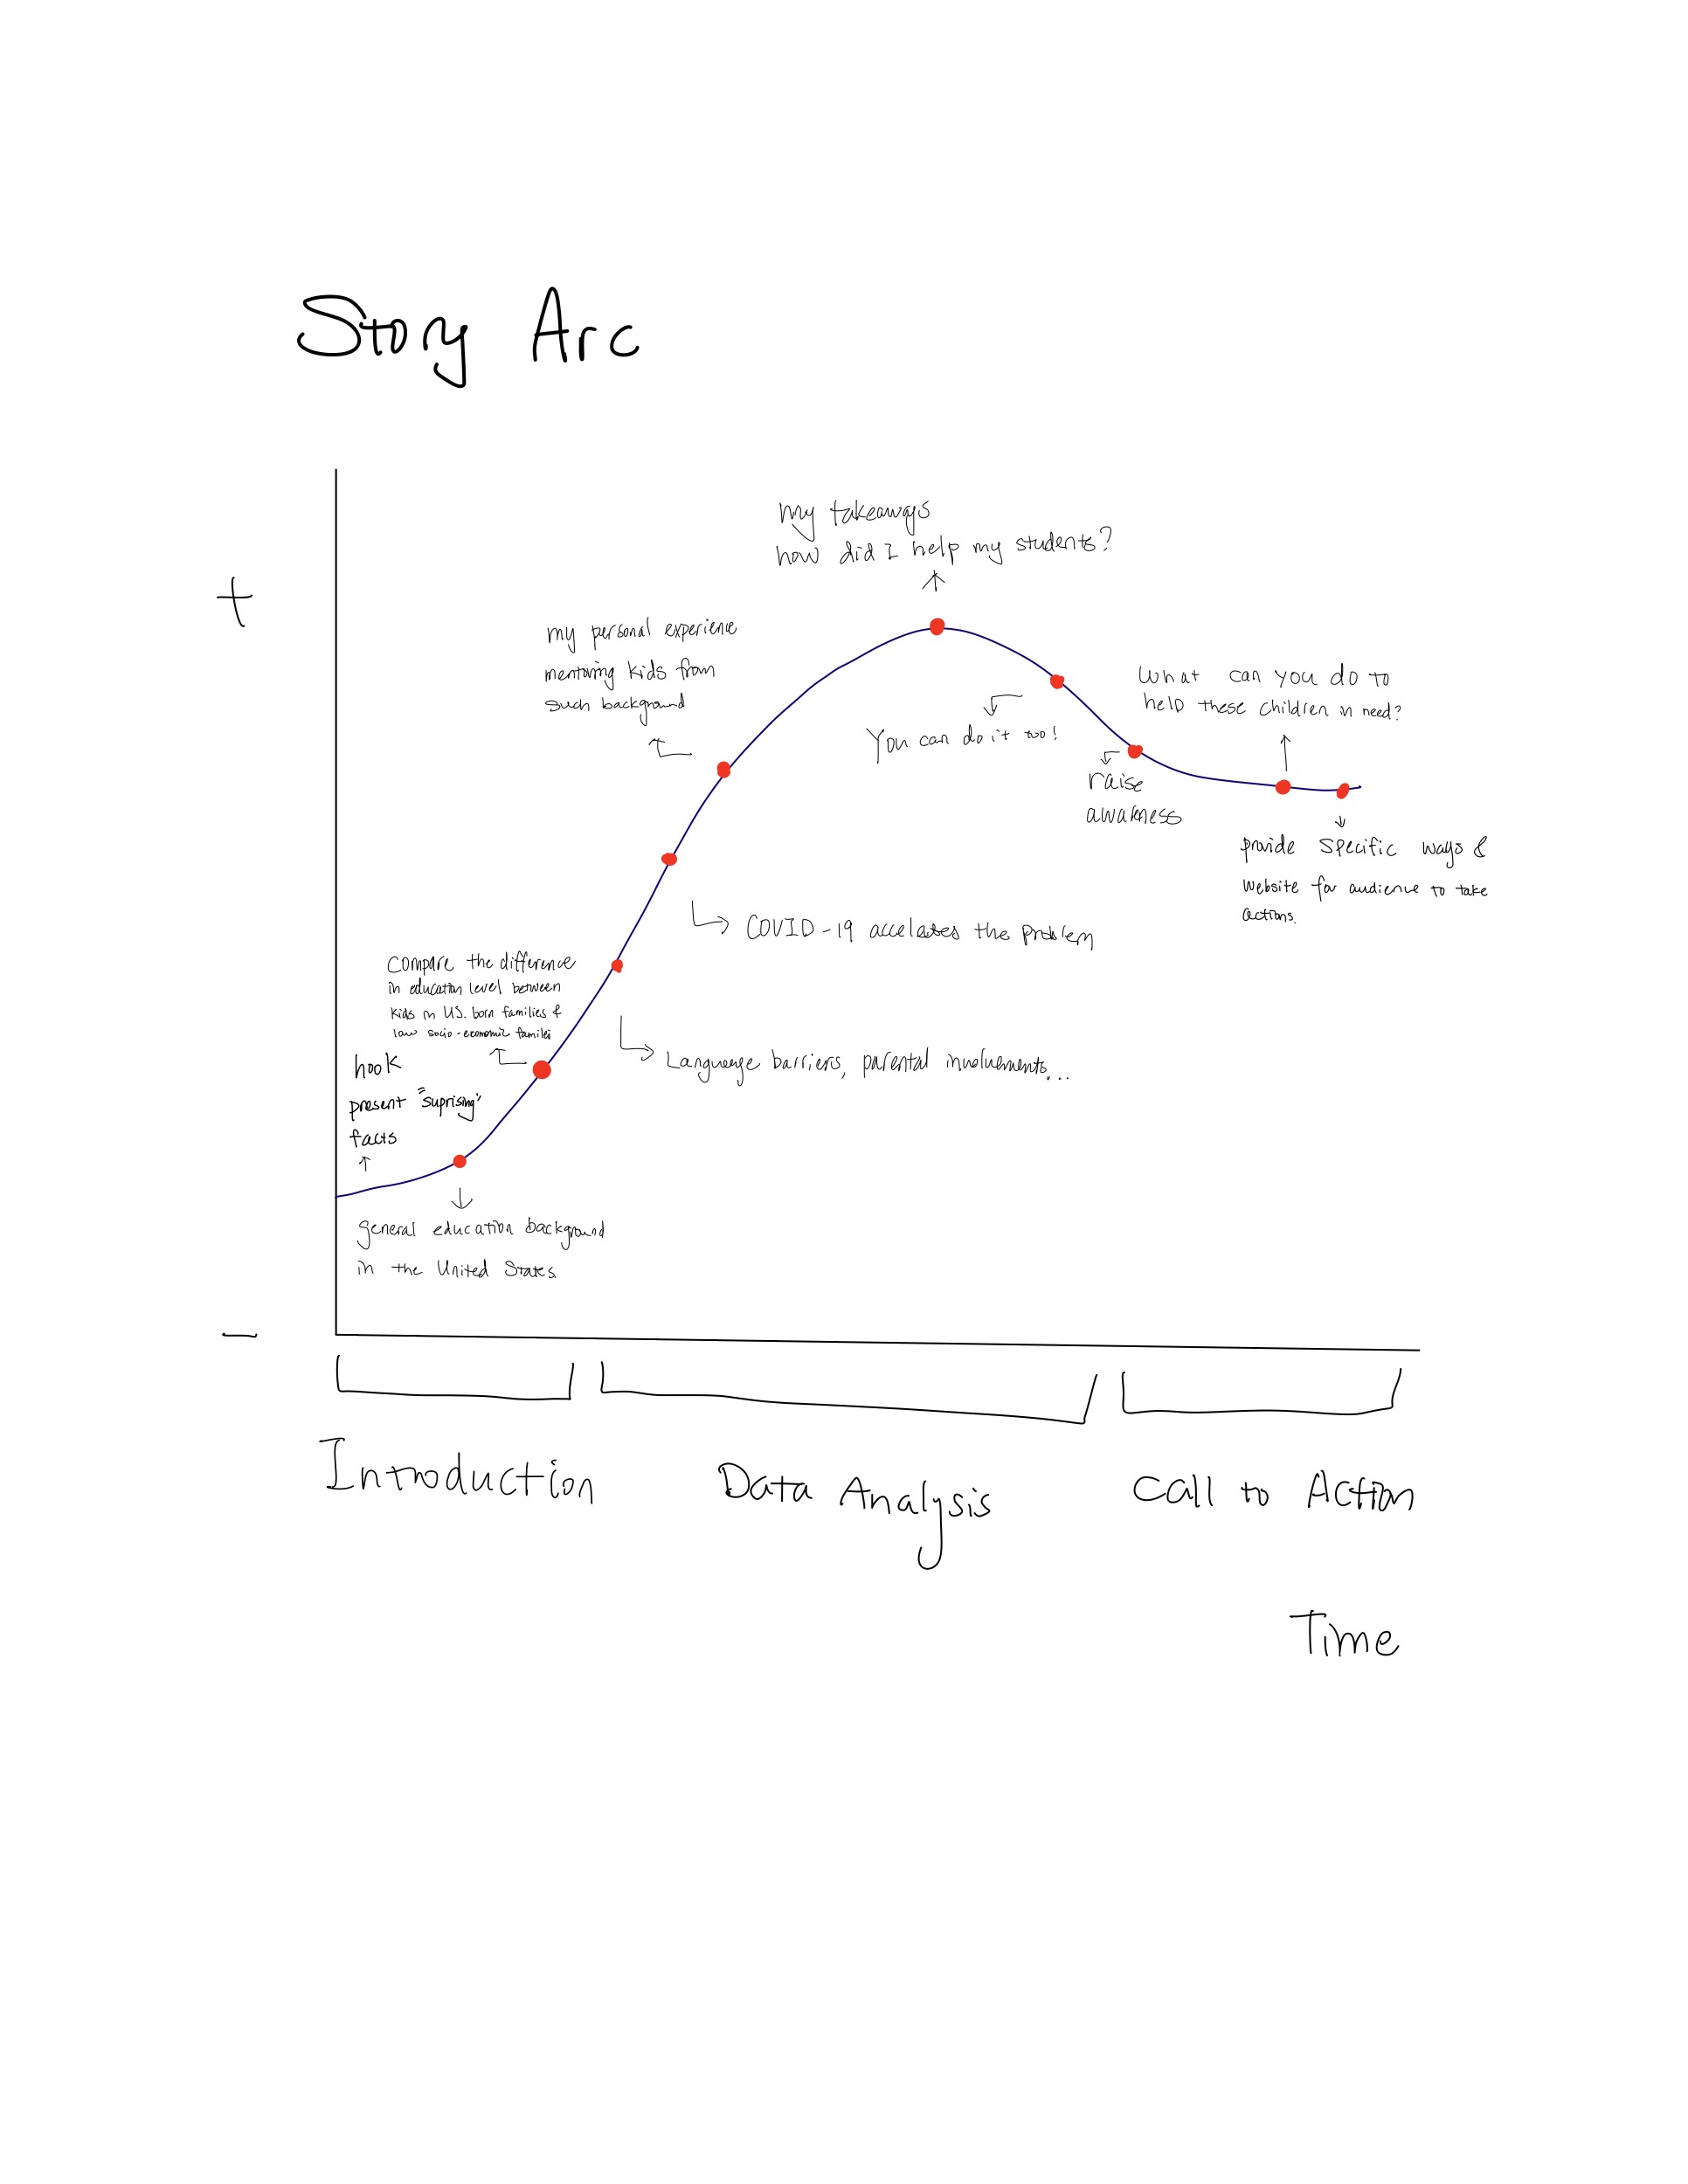 Story Arc
+
my takeaways
how did I help my students?
my personal experience
mentoring kids from
such background
What can you do to
help these children in need?
You can do it too!
raise
awareness
provide specific ways &
website for audience to take
actions.
COVID-19 accelates the problem
Compare the difference
in education level between
kids in U.S. born families &
low socio-economic familes
Language barriers, parental involvements...
hook
present "suprising"
facts
general education background
in the United States.
−
Introduction
Data Analysis
Call to Action
Time